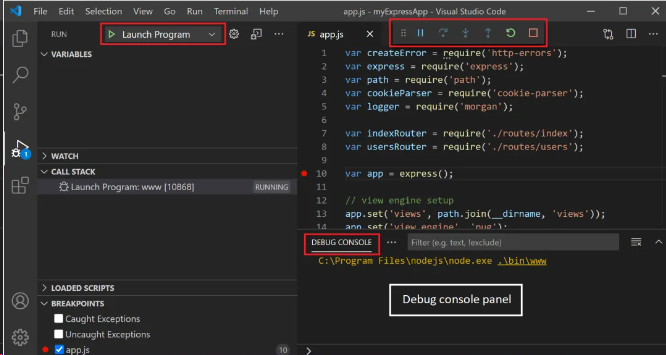 File Edit Selection View Go Run Terminal Help app.js - myExpressApp - Visual Studio Code
RUN Launch Program
JS app.js
VARIABLES
WATCH
CALL STACK
Launch Program: www [10868] RUNNING
LOADED SCRIPTS
BREAKPOINTS
Caught Exceptions
Uncaught Exceptions
app.js 10
1
1 var createError = require('http-errors');
2 var express = require('express');
3 var path = require('path');
4 var cookieParser = require('cookie-parser');
5 var logger = require('morgan');
6
7 var indexRouter = require('./routes/index');
8 var usersRouter = require('./routes/users');
9
10 var app = express();
11
12 // view engine setup
13 app.set('views', path.join(__dirname, 'views'));
14 app.set('view engine', 'pug');
DEBUG CONSOLE Filter (e.g. text, !exclude)
C:\Program Files\nodejs\node.exe .\bin\www
Debug console panel